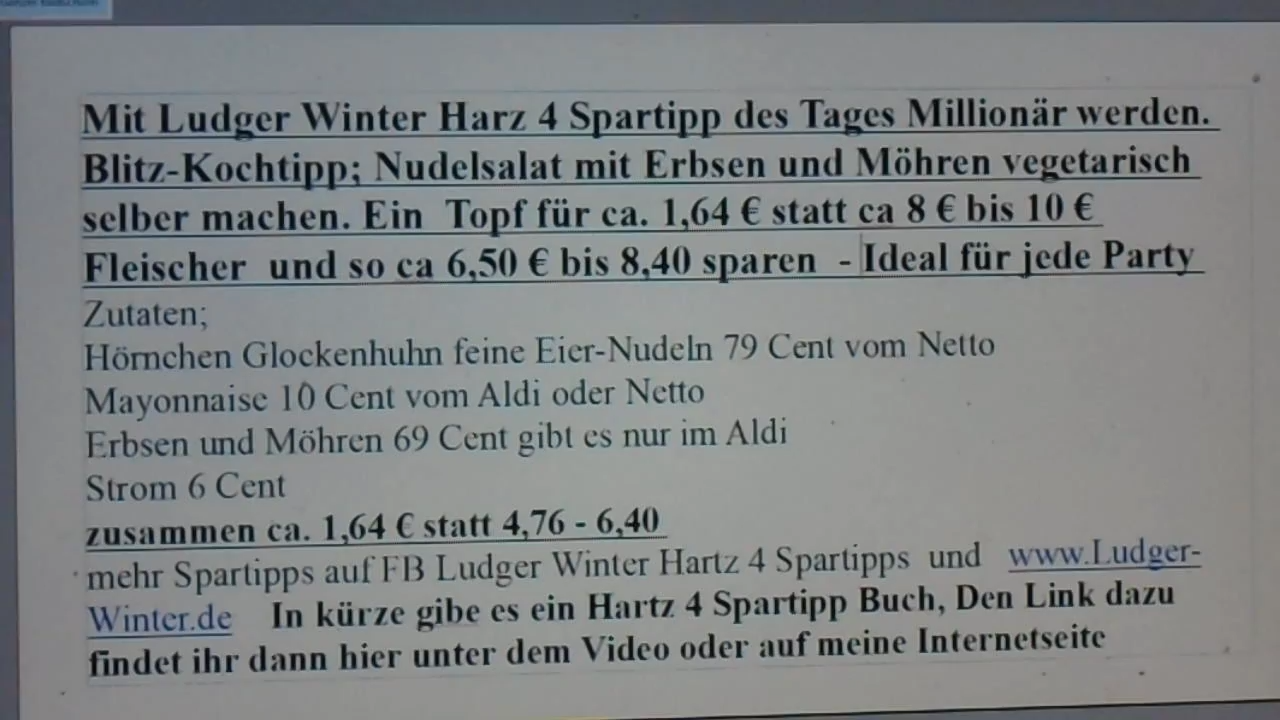 Mit Ludger Winter Harz 4 Spartipp des Tages Millionär werden.
Blitz-Kochtipp; Nudelsalat mit Erbsen und Möhren vegetarisch
selber machen. Ein Topf für ca. 1,64 € statt ca 8 € bis 10 €
Fleischer und so ca 6,50 € bis 8,40 sparen - Ideal für jede Party
Zutaten;
Hörnchen Glockenhuhn feine Eier-Nudeln 79 Cent vom Netto
Mayonnaise 10 Cent vom Aldi oder Netto
Erbsen und Möhren 69 Cent gibt es nur im Aldi
Strom 6 Cent
zusammen ca. 1,64 € statt 4,76 - 6,40
mehr Spartipps auf FB Ludger Winter Hartz 4 Spartipps und www.Ludger-
Winter.de In kürze gibe es ein Hartz 4 Spartipp Buch, Den Link dazu
findet ihr dann hier unter dem Video oder auf meine Internetseite